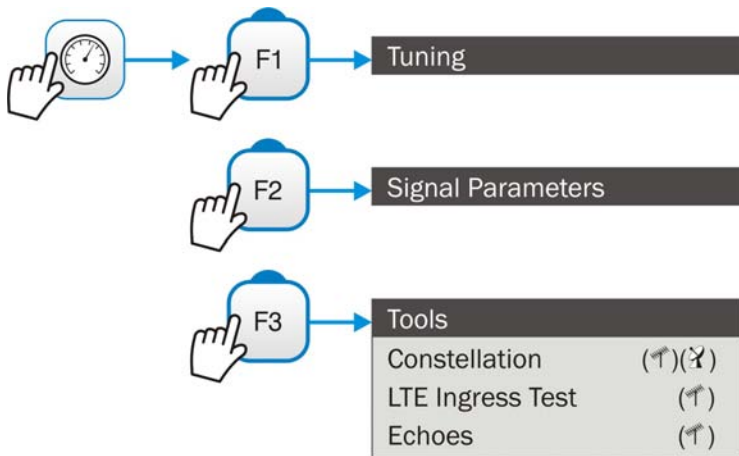 F1
Tuning
F2
Signal Parameters
F3
Tools
Constellation
LTE Ingress Test
Echoes